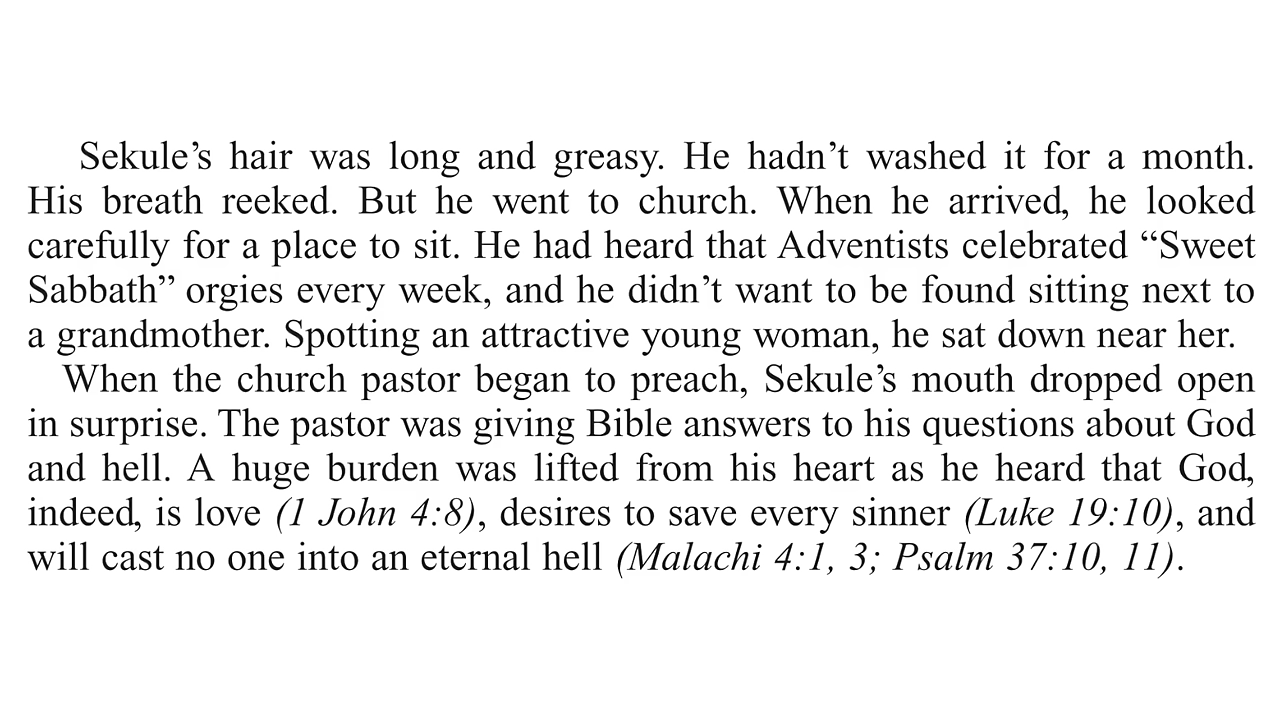 Sekule’s hair was long and greasy. He hadn’t washed it for a month.
His breath reeked. But he went to church. When he arrived, he looked
carefully for a place to sit. He had heard that Adventists celebrated “Sweet
Sabbath” orgies every week, and he didn’t want to be found sitting next to
a grandmother. Spotting an attractive young woman, he sat down near her.
When the church pastor began to preach, Sekule’s mouth dropped open
in surprise. The pastor was giving Bible answers to his questions about God
and hell. A huge burden was lifted from his heart as he heard that God,
indeed, is love (1 John 4:8), desires to save every sinner (Luke 19:10), and
will cast no one into an eternal hell (Malachi 4:1, 3; Psalm 37:10, 11).